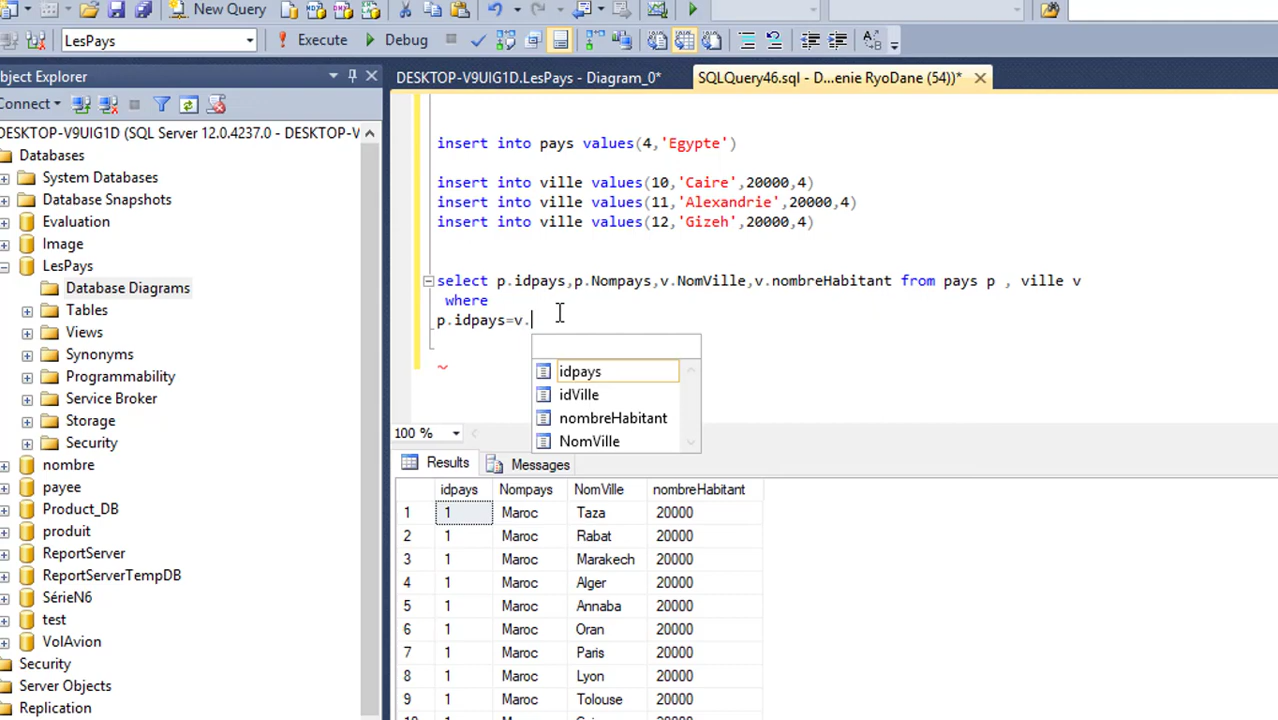 New Query
LesPays
Execute
Debug
bject Explorer
DESKTOP-V9UIG1D.LesPays - Diagram_0*
SQLQuery46.sql - D...enie RyoDane (54))*
Connect
DESKTOP-V9UIG1D (SQL Server 12.0.4237.0 - DESKTOP-V
Databases
System Databases
Database Snapshots
Evaluation
Image
LesPays
Database Diagrams
Tables
Views
Synonyms
Programmability
Service Broker
Storage
Security
nombre
payee
Product_DB
produit
ReportServer
ReportServerTempDB
SérieN6
test
VolAvion
Security
Server Objects
Replication
insert into pays values(4,'Egypte')
insert into ville values(10,'Caire',20000,4)
insert into ville values(11,'Alexandrie',20000,4)
insert into ville values(12,'Gizeh',20000,4)
select p.idpays,p.Nompays,v.NomVille,v.nombreHabitant from pays p , ville v
where
p.idpays=v.
idpays
idVille
nombreHabitant
NomVille
100 %
Results
Messages
idpays Nompays NomVille nombreHabitant
1 1 Maroc Taza 20000
2 1 Maroc Rabat 20000
3 1 Maroc Marakech 20000
4 1 Maroc Alger 20000
5 1 Maroc Annaba 20000
6 1 Maroc Oran 20000
7 1 Maroc Paris 20000
8 1 Maroc Lyon 20000
9 1 Maroc Tolouse 20000